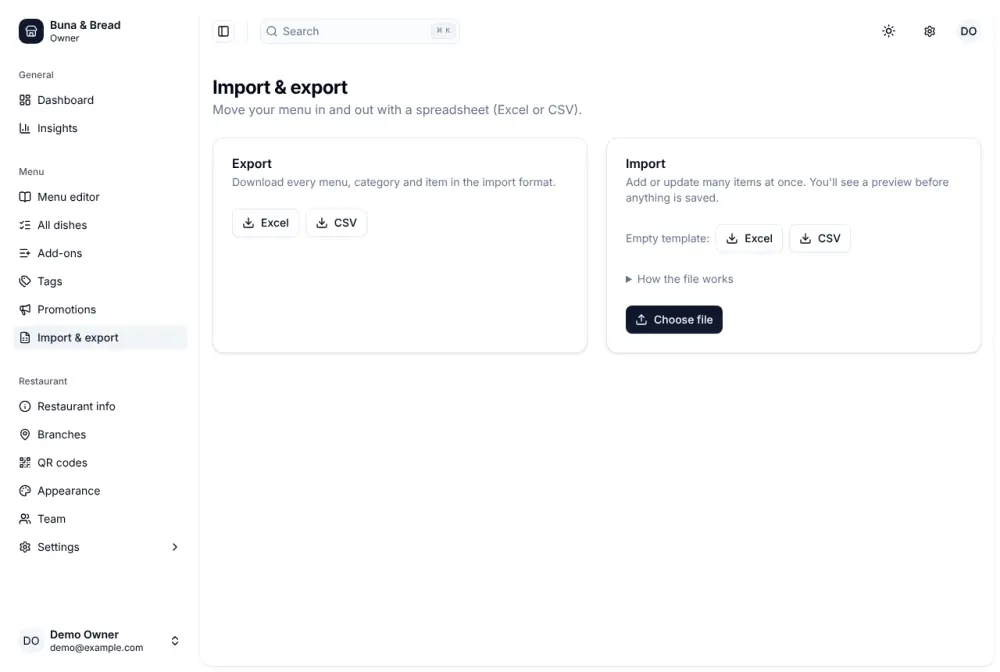 Buna & Bread
Owner
General
Dashboard
Insights
Menu
Menu editor
All dishes
Add-ons
Tags
Promotions
Import & export
Restaurant
Restaurant info
Branches
QR codes
Appearance
Team
Settings
DO
Demo Owner
demo@example.com
Search
⌘ K
DO
Import & export
Move your menu in and out with a spreadsheet (Excel or CSV).
Export
Download every menu, category and item in the import format.
Excel
CSV
Import
Add or update many items at once. You'll see a preview before
anything is saved.
Empty template:
Excel
CSV
How the file works
Choose file